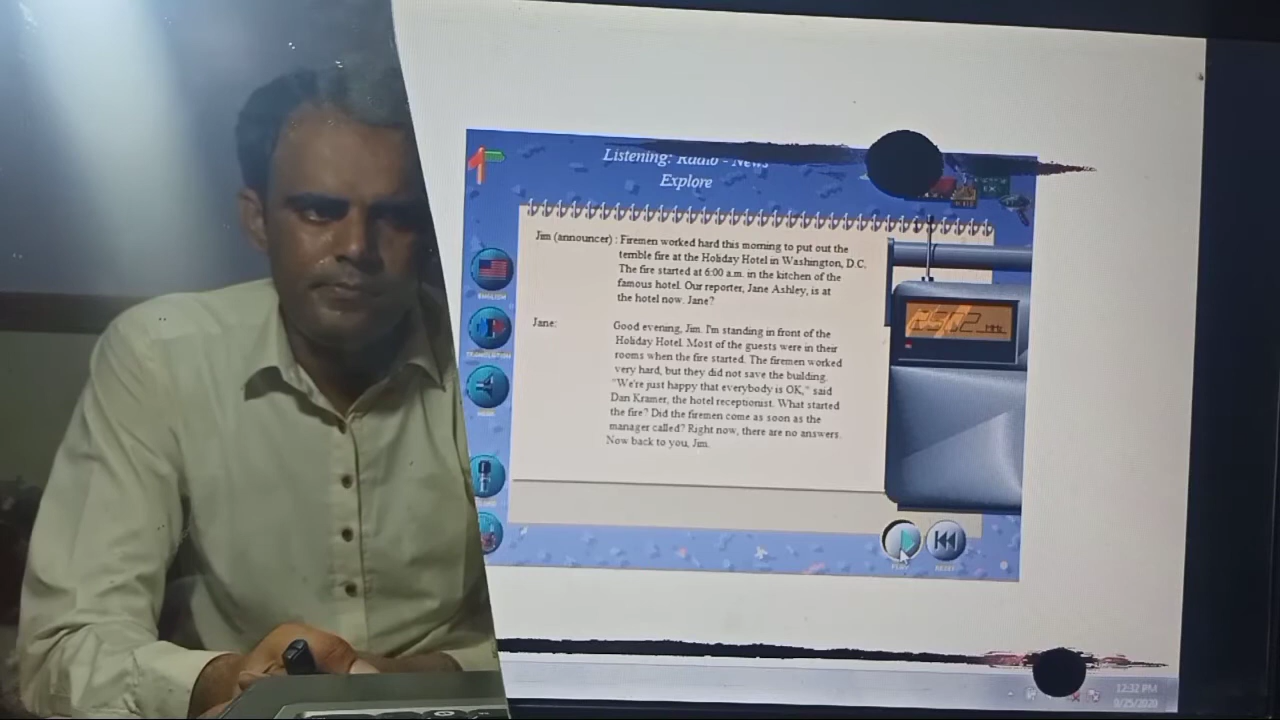 Listening: Radio - News
Explore
Jim (announcer) : Firemen worked hard this morning to put out the
terrible fire at the Holiday Hotel in Washington, D.C.
The fire started at 6:00 a.m. in the kitchen of the
famous hotel. Our reporter, Jane Ashley, is at
the hotel now. Jane?
Jane: Good evening, Jim. I'm standing in front of the
Holiday Hotel. Most of the guests were in their
rooms when the fire started. The firemen worked
very hard, but they did not save the building.
"We're just happy that everybody is OK," said
Dan Kramer, the hotel receptionist. What started
the fire? Did the firemen come as soon as the
manager called? Right now, there are no answers.
Now back to you, Jim.
ENGLISH
TRANSLATION
PLAY
12:32 PM
8/25/2020